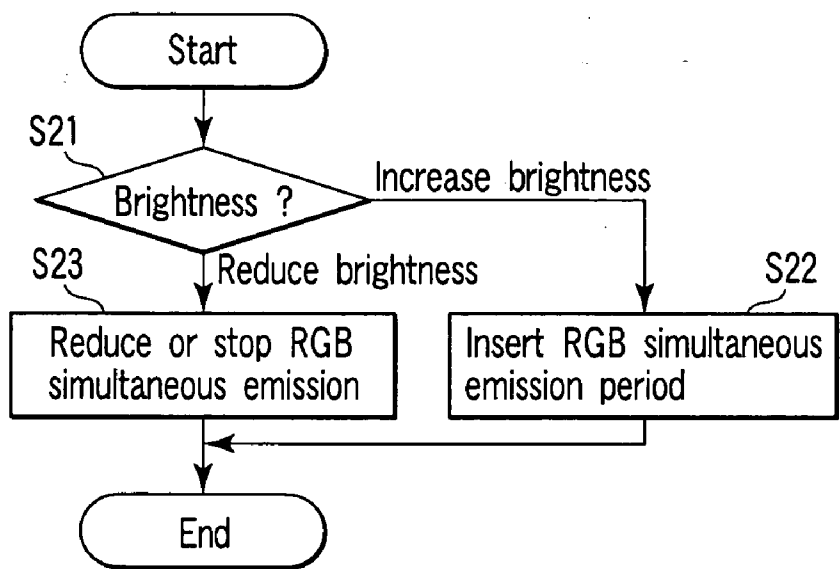 Start
S21
Brightness ?
Increase brightness
S23
Reduce brightness
S22
Reduce or stop RGB
simultaneous emission
Insert RGB simultaneous
emission period
End